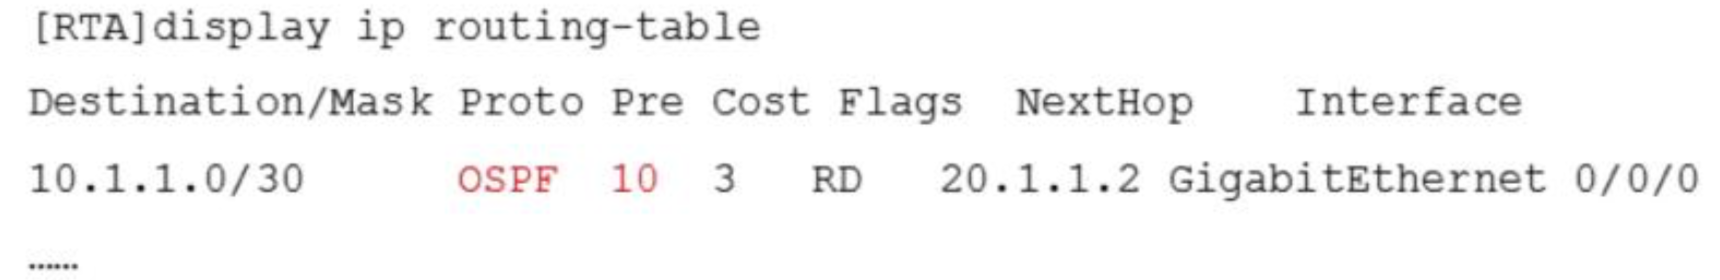 [RTA]display ip routing-table
Destination/Mask Proto Pre Cost Flags NextHop Interface
10.1.1.0/30 OSPF 10 3 RD 20.1.1.2 GigabitEthernet 0/0/0
……